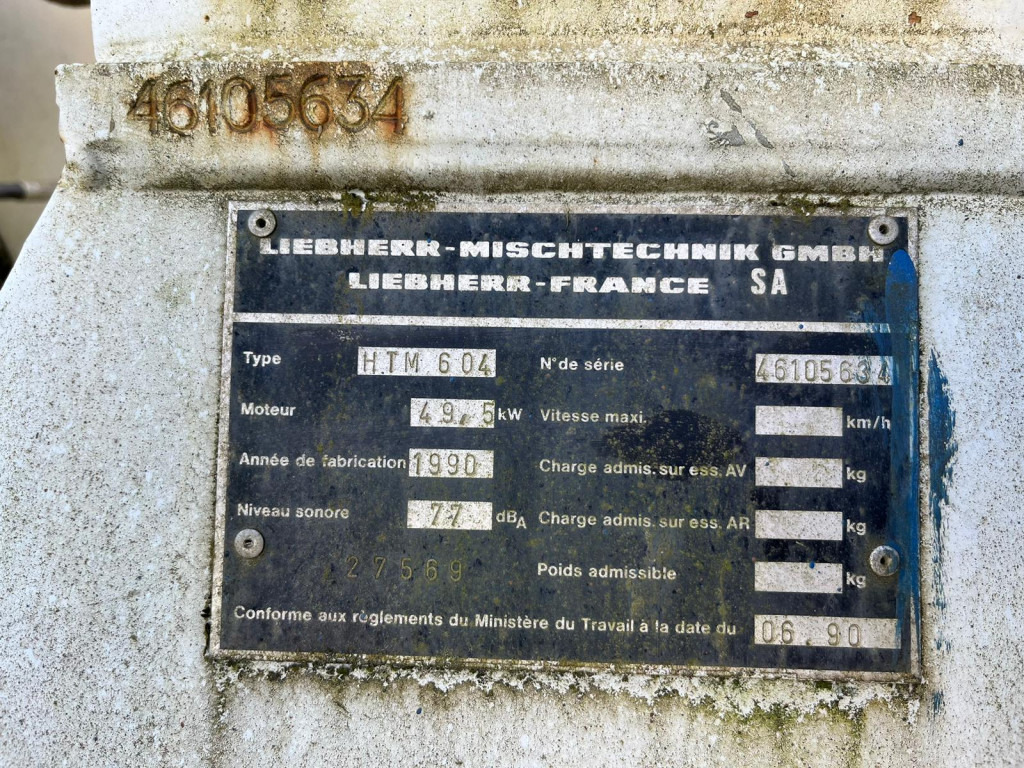 46105634
LIEBHERR-MISCHTECHNIK GMBH
LIEBHERR-FRANCE SA
Type HTM 604 N° de série 46105634
Moteur 49,5 kW Vitesse maxi. km/h
Année de fabrication 1990 Charge admis. sur ess. AV kg
Niveau sonore 77 dBA Charge admis. sur ess. AR kg
27569 Poids admissible kg
Conforme aux règlements du Ministère du Travail à la date du 06.90